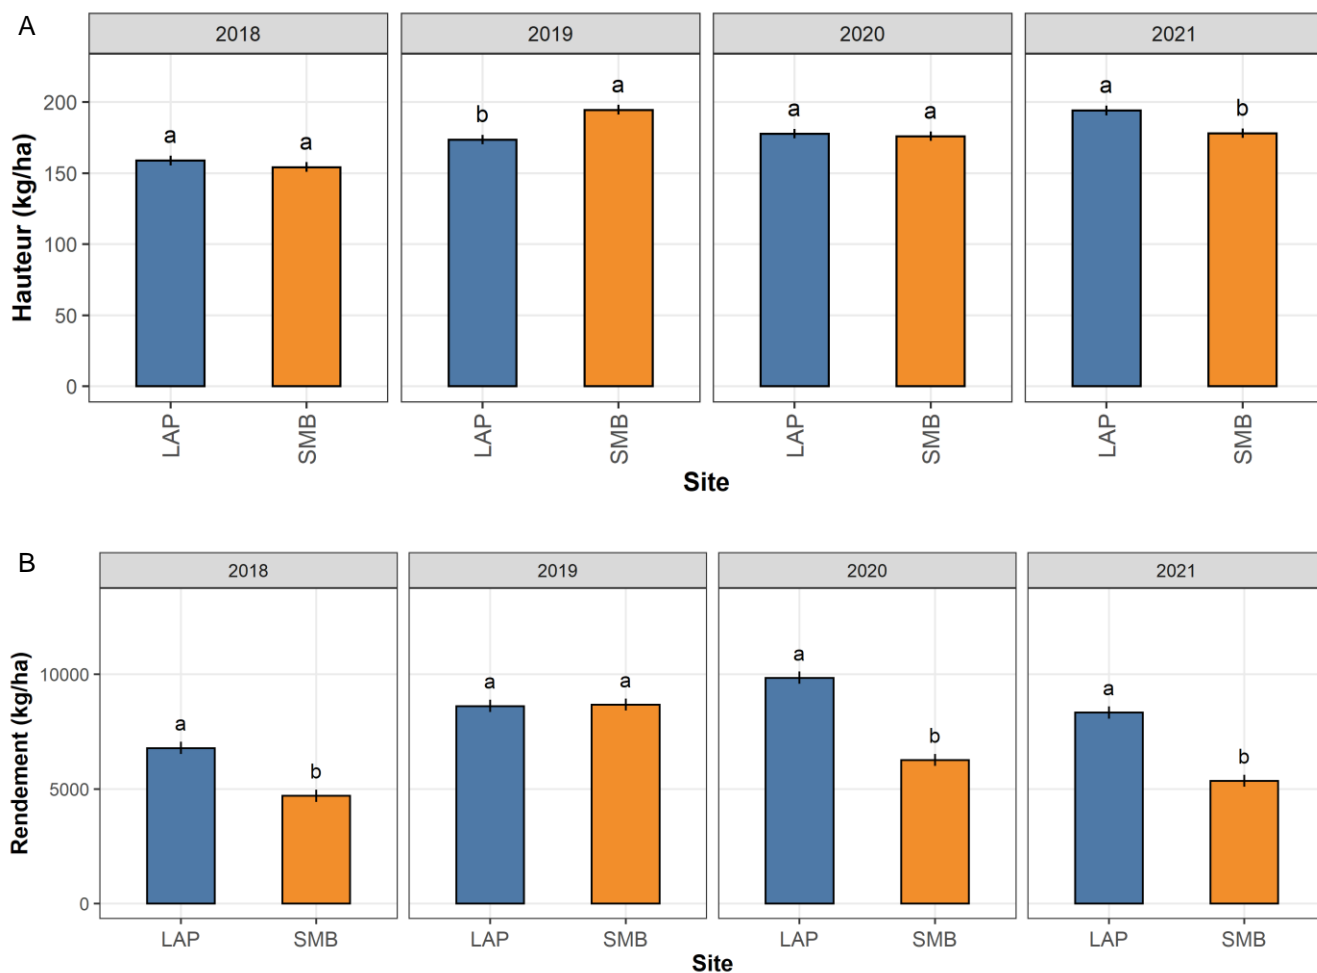 A
2018 2019 2020 2021
Hauteur (kg/ha)
200
150
100
50
0
a a b a a a a b
LAP SMB LAP SMB LAP SMB LAP SMB
Site
B
2018 2019 2020 2021
Rendement (kg/ha)
10000
5000
0
a b a a a b a b
LAP SMB LAP SMB LAP SMB LAP SMB
Site